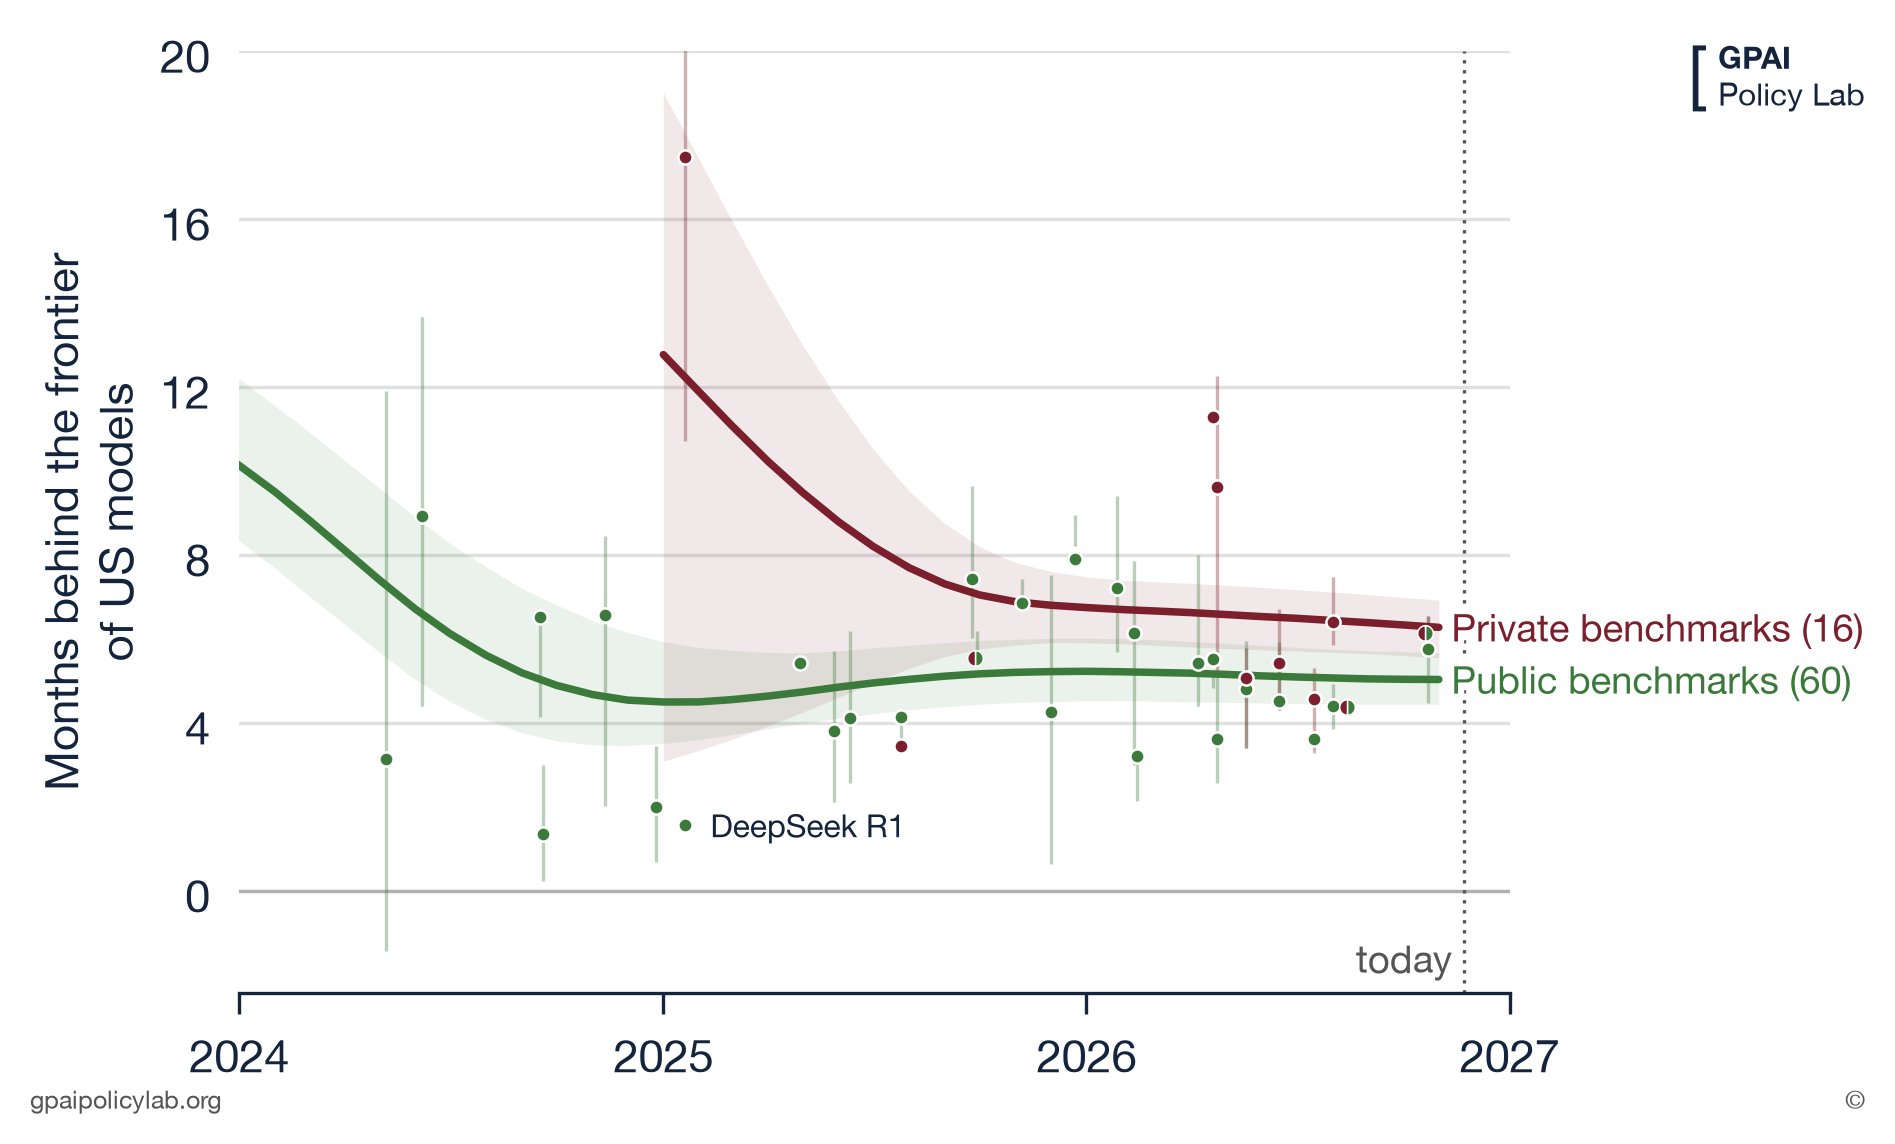 20
16
12
8
4
0
Months behind the frontier
of US models
GPAI
Policy Lab
Private benchmarks (16)
Public benchmarks (60)
DeepSeek R1
today
2024
2025
2026
2027
gpaipolicylab.org
©